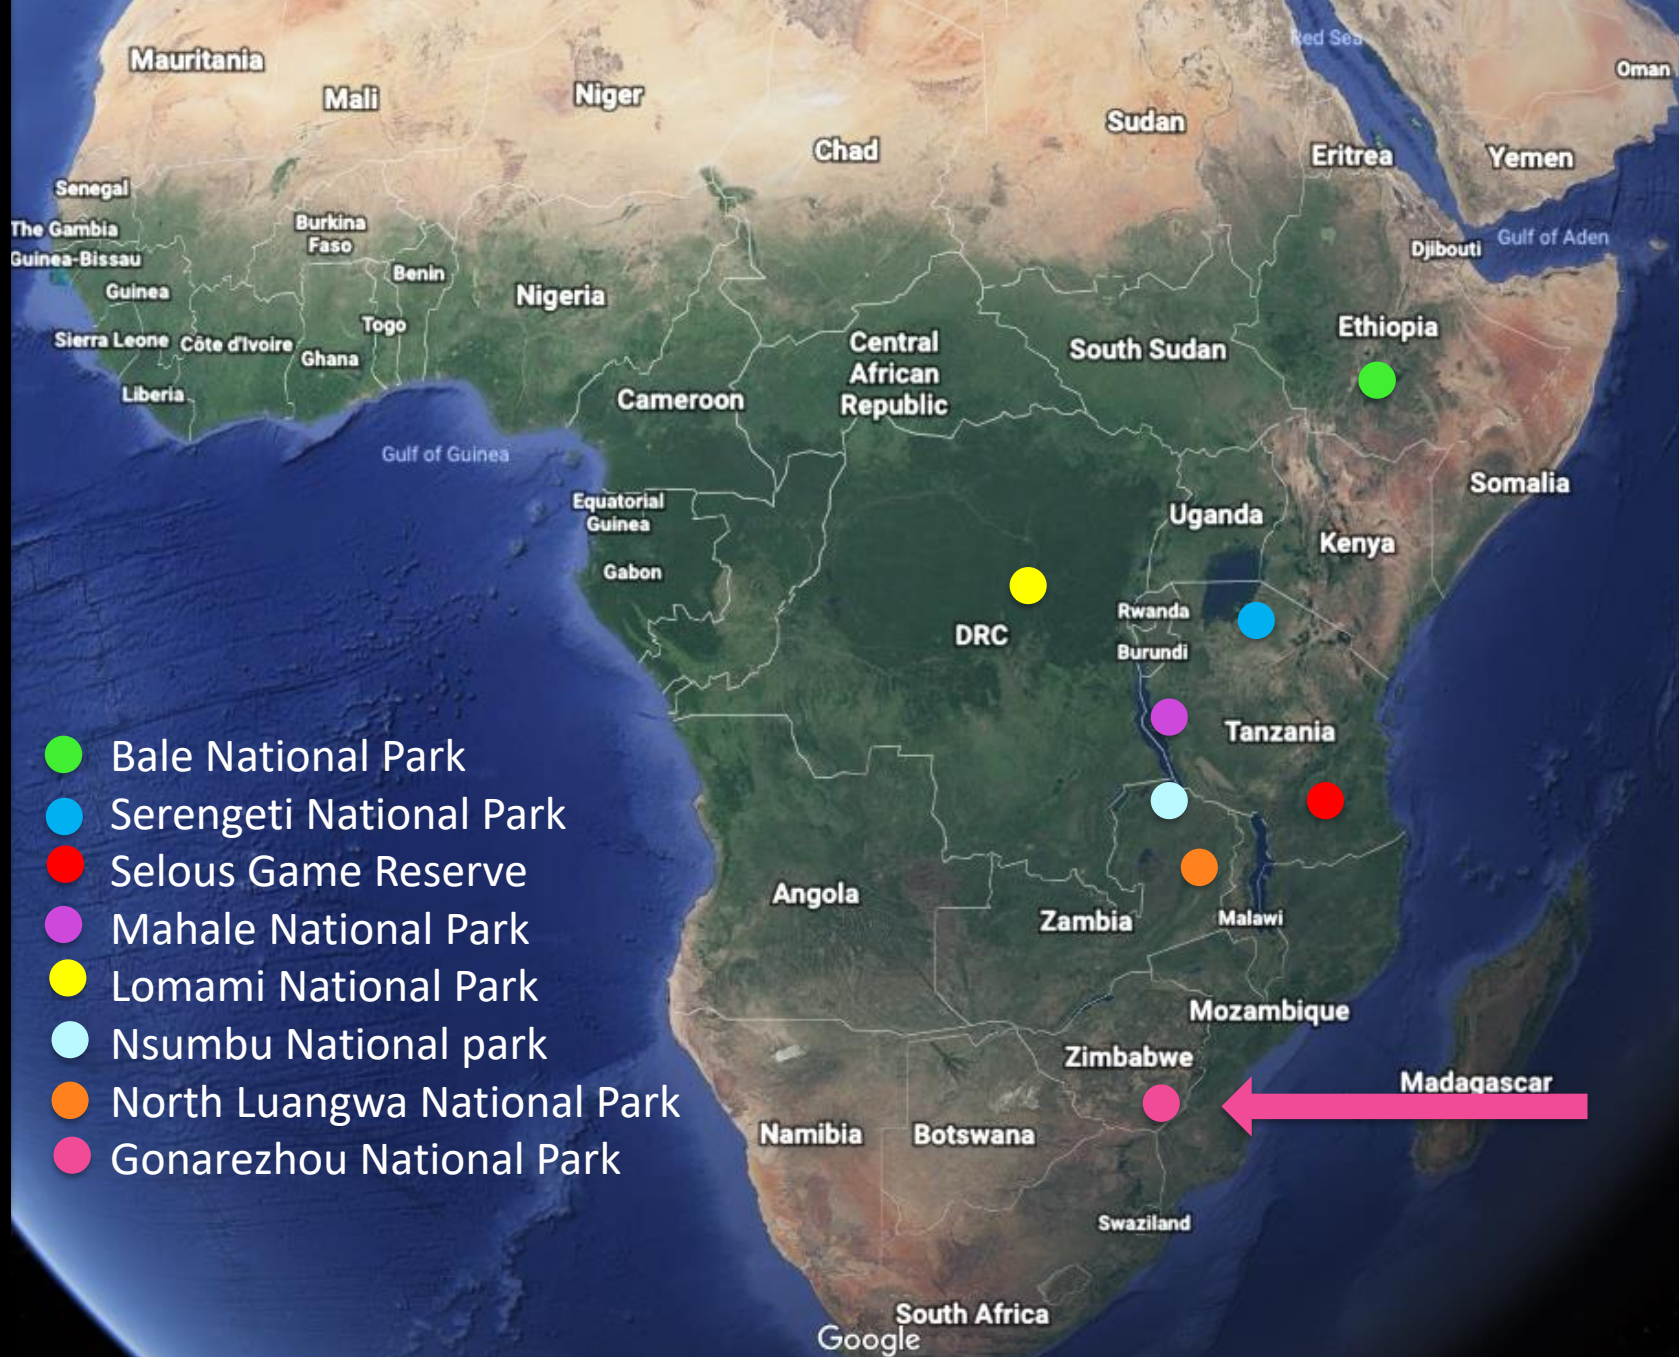 Red Sea
Oman
Mauritania
Mali
Niger
Sudan
Chad
Eritrea
Yemen
Senegal
The Gambia
Burkina
Faso
Guinea-Bissau
Djibouti
Gulf of Aden
Benin
Guinea
Nigeria
Togo
Ethiopia
Sierra Leone
Côte d'Ivoire
Ghana
Central
African
Republic
South Sudan
Liberia
Cameroon
Gulf of Guinea
Somalia
Equatorial
Guinea
Uganda
Kenya
Gabon
Rwanda
DRC
Burundi
Tanzania
Bale National Park
Serengeti National Park
Selous Game Reserve
Mahale National Park
Lomami National Park
Nsumbu National park
North Luangwa National Park
Gonarezhou National Park
Angola
Zambia
Malawi
Mozambique
Zimbabwe
Madagascar
Namibia
Botswana
Swaziland
South Africa
Google